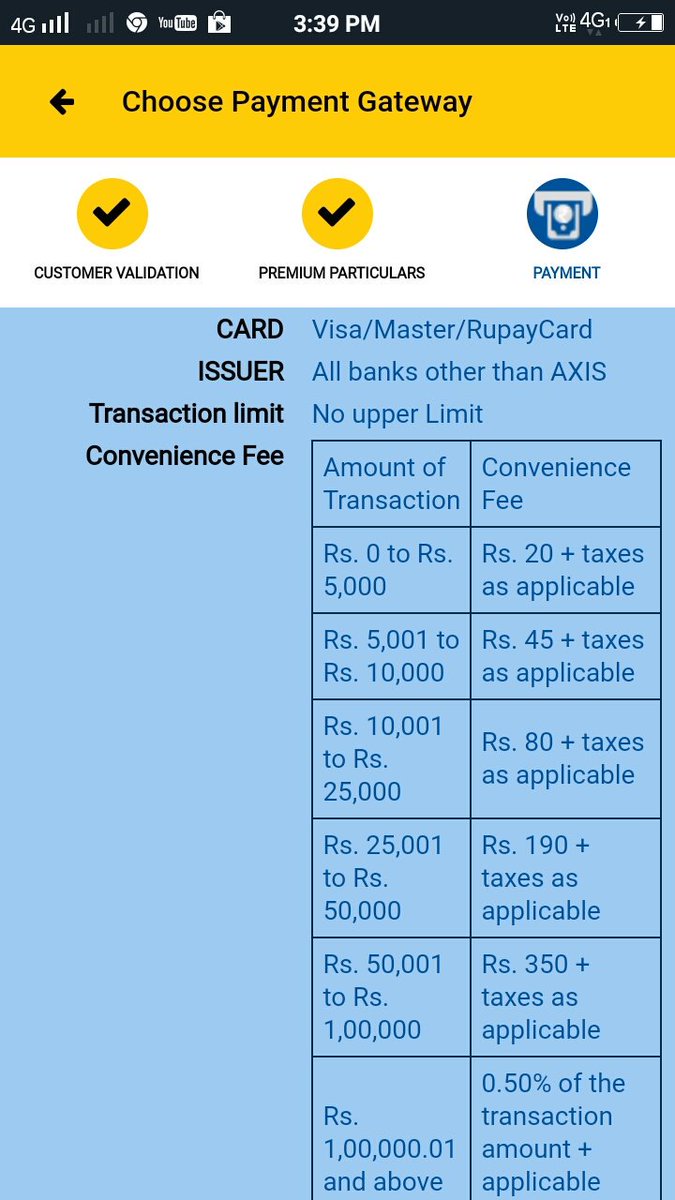 4G YouTube 3:39 PM Vo)) LTE 4G1
Choose Payment Gateway
CUSTOMER VALIDATION PREMIUM PARTICULARS PAYMENT
CARD Visa/Master/RupayCard
ISSUER All banks other than AXIS
Transaction limit No upper Limit
Convenience Fee
Amount of
Transaction
Convenience
Fee
Rs. 0 to Rs.
5,000
Rs. 20 + taxes
as applicable
Rs. 5,001 to
Rs. 10,000
Rs. 45 + taxes
as applicable
Rs. 10,001
to Rs.
25,000
Rs. 80 + taxes
as applicable
Rs. 25,001
to Rs.
50,000
Rs. 190 +
taxes as
applicable
Rs. 50,001
to Rs.
1,00,000
Rs. 350 +
taxes as
applicable
Rs.
1,00,000.01
and above
0.50% of the
transaction
amount +
applicable